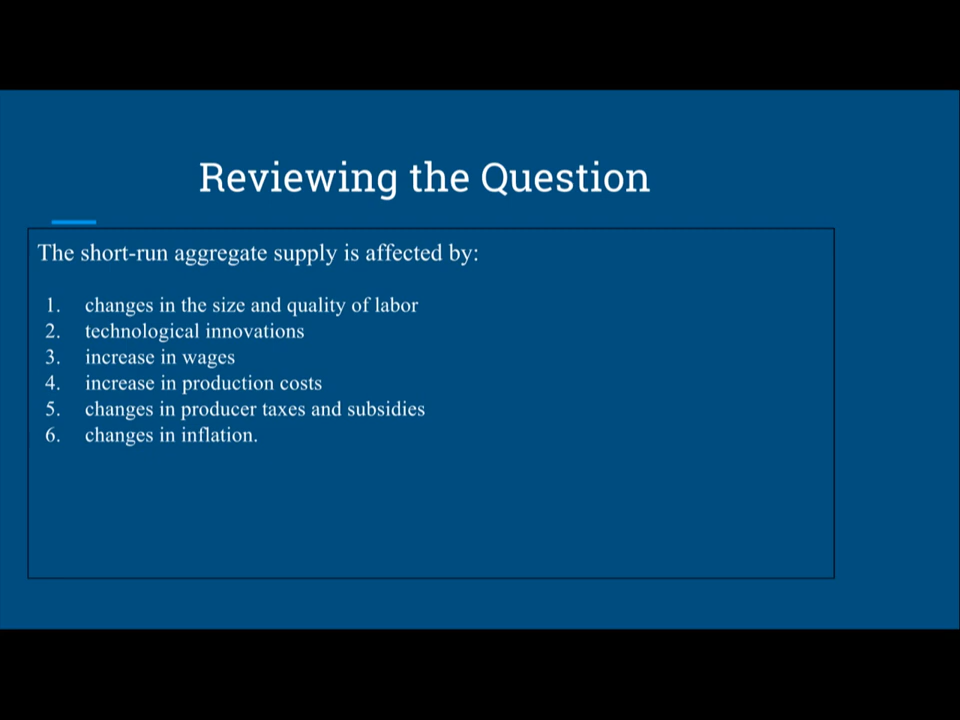 Reviewing the Question
The short-run aggregate supply is affected by:
1. changes in the size and quality of labor
2. technological innovations
3. increase in wages
4. increase in production costs
5. changes in producer taxes and subsidies
6. changes in inflation.